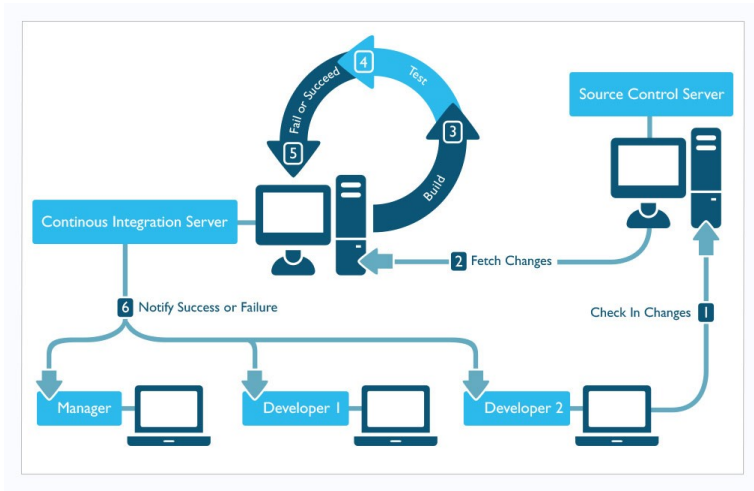 4
Test
Fail or Succeed
Source Control Server
3
5
Build
Continous Integration Server
2 Fetch Changes
6 Notify Success or Failure
Check In Changes 1
Manager
Developer 1
Developer 2